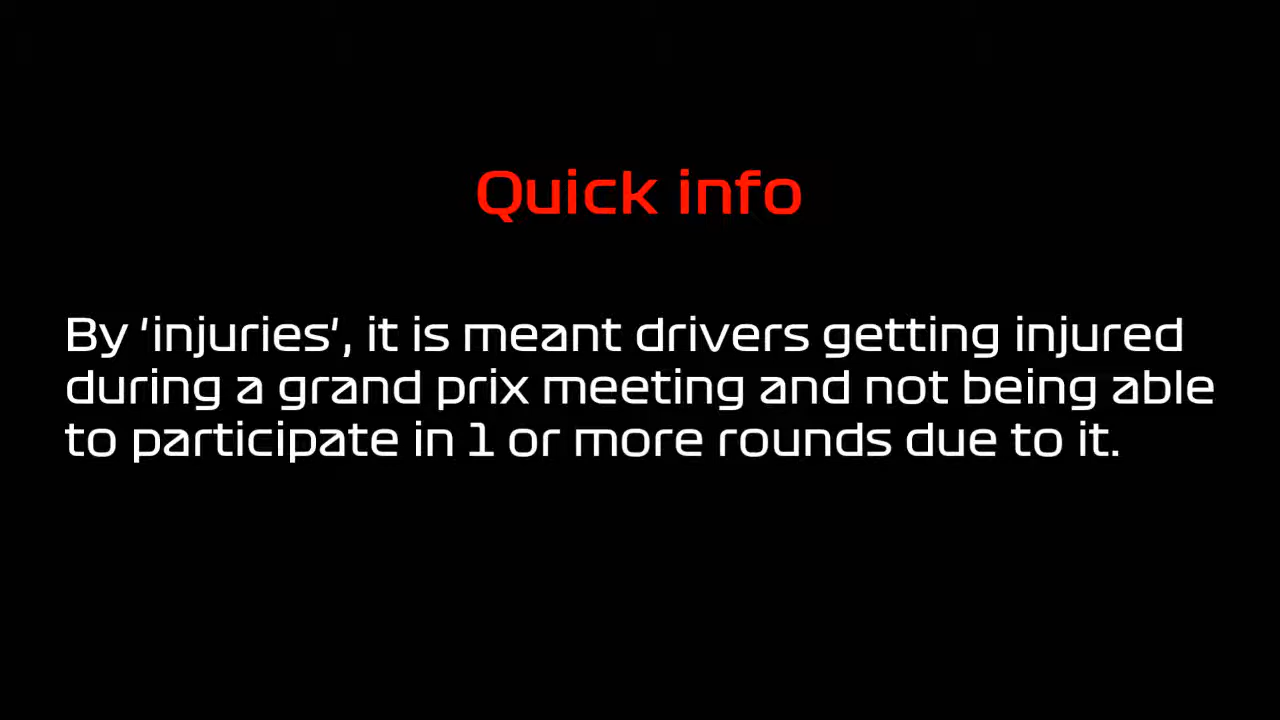 Quick info
By ‘injuries’, it is meant drivers getting injured
during a grand prix meeting and not being able
to participate in 1 or more rounds due to it.